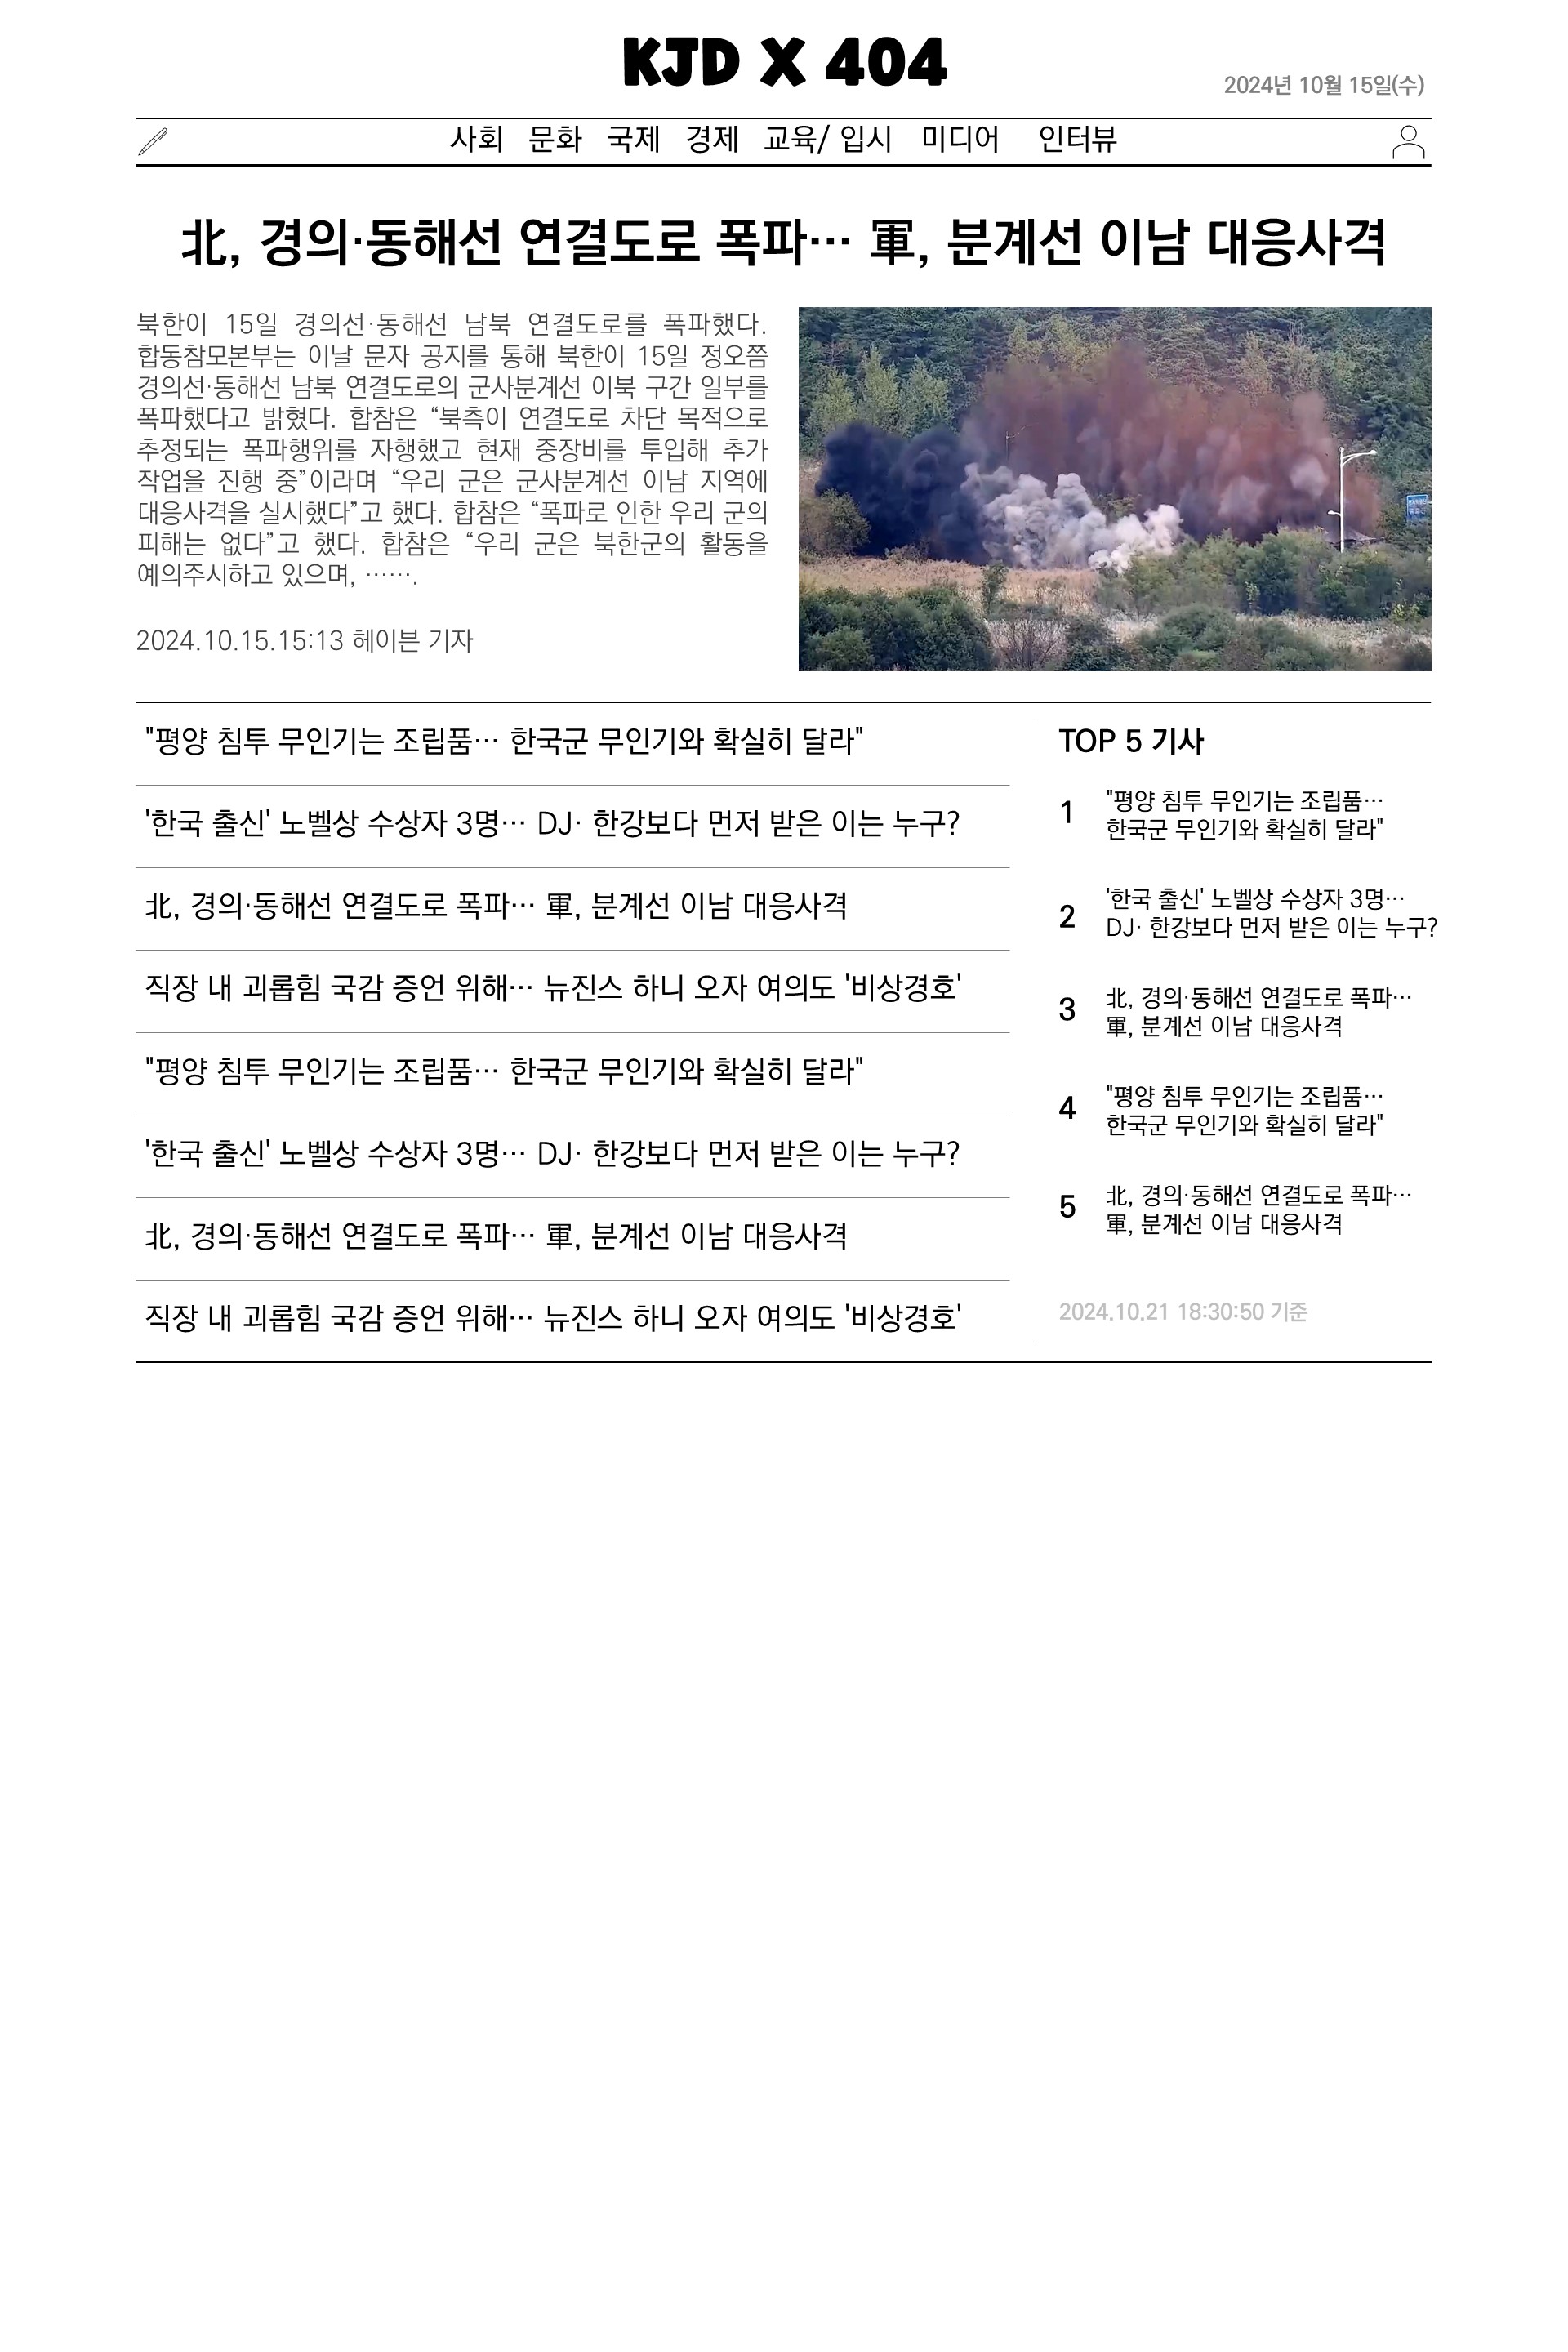 KJD X 404
2024년 10월 15일(수)
사회 문화 국제 경제 교육/ 입시 미디어 인터뷰
北, 경의·동해선 연결도로 폭파… 軍, 분계선 이남 대응사격
북한이 15일 경의선·동해선 남북 연결도로를 폭파했다.
합동참모본부는 이날 문자 공지를 통해 북한이 15일 정오쯤
경의선·동해선 남북 연결도로의 군사분계선 이북 구간 일부를
폭파했다고 밝혔다. 합참은 “북측이 연결도로 차단 목적으로
추정되는 폭파행위를 자행했고 현재 중장비를 투입해 추가
작업을 진행 중”이라며 “우리 군은 군사분계선 이남 지역에
대응사격을 실시했다”고 했다. 합참은 “폭파로 인한 우리 군의
피해는 없다”고 했다. 합참은 “우리 군은 북한군의 활동을
예의주시하고 있으며, …….
2024.10.15.15:13 헤이븐 기자
"평양 침투 무인기는 조립품… 한국군 무인기와 확실히 달라"
'한국 출신' 노벨상 수상자 3명… DJ· 한강보다 먼저 받은 이는 누구?
北, 경의·동해선 연결도로 폭파… 軍, 분계선 이남 대응사격
직장 내 괴롭힘 국감 증언 위해… 뉴진스 하니 오자 여의도 '비상경호'
"평양 침투 무인기는 조립품… 한국군 무인기와 확실히 달라"
'한국 출신' 노벨상 수상자 3명… DJ· 한강보다 먼저 받은 이는 누구?
北, 경의·동해선 연결도로 폭파… 軍, 분계선 이남 대응사격
직장 내 괴롭힘 국감 증언 위해… 뉴진스 하니 오자 여의도 '비상경호'
TOP 5 기사
1 "평양 침투 무인기는 조립품…
한국군 무인기와 확실히 달라"
2 '한국 출신' 노벨상 수상자 3명…
DJ· 한강보다 먼저 받은 이는 누구?
3 北, 경의·동해선 연결도로 폭파…
軍, 분계선 이남 대응사격
4 "평양 침투 무인기는 조립품…
한국군 무인기와 확실히 달라"
5 北, 경의·동해선 연결도로 폭파…
軍, 분계선 이남 대응사격
2024.10.21 18:30:50 기준